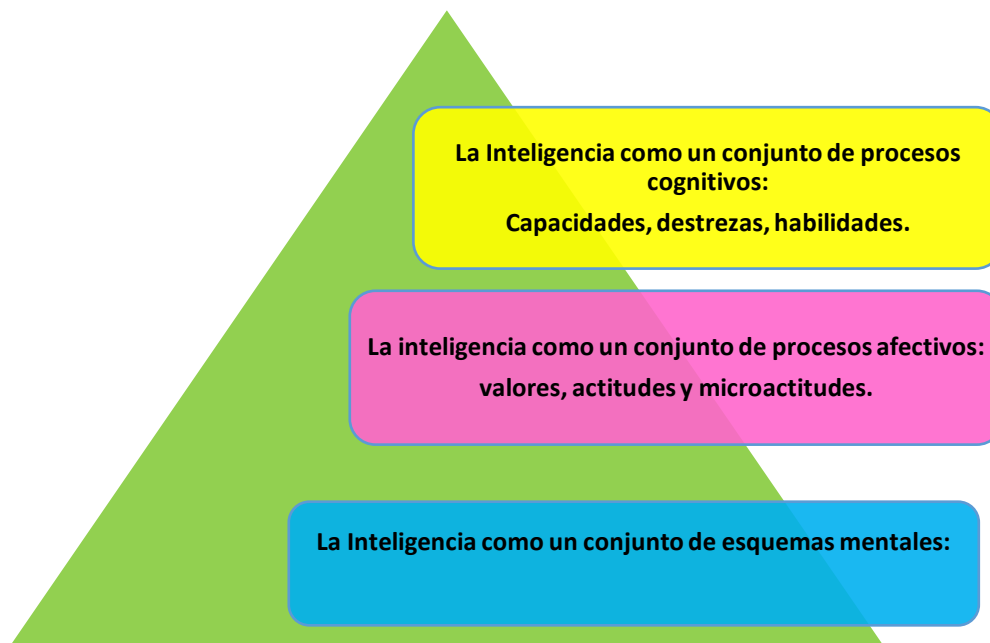 La Inteligencia como un conjunto de procesos
cognitivos:
Capacidades, destrezas, habilidades.
La inteligencia como un conjunto de procesos afectivos:
valores, actitudes y microactitudes.
La Inteligencia como un conjunto de esquemas mentales: